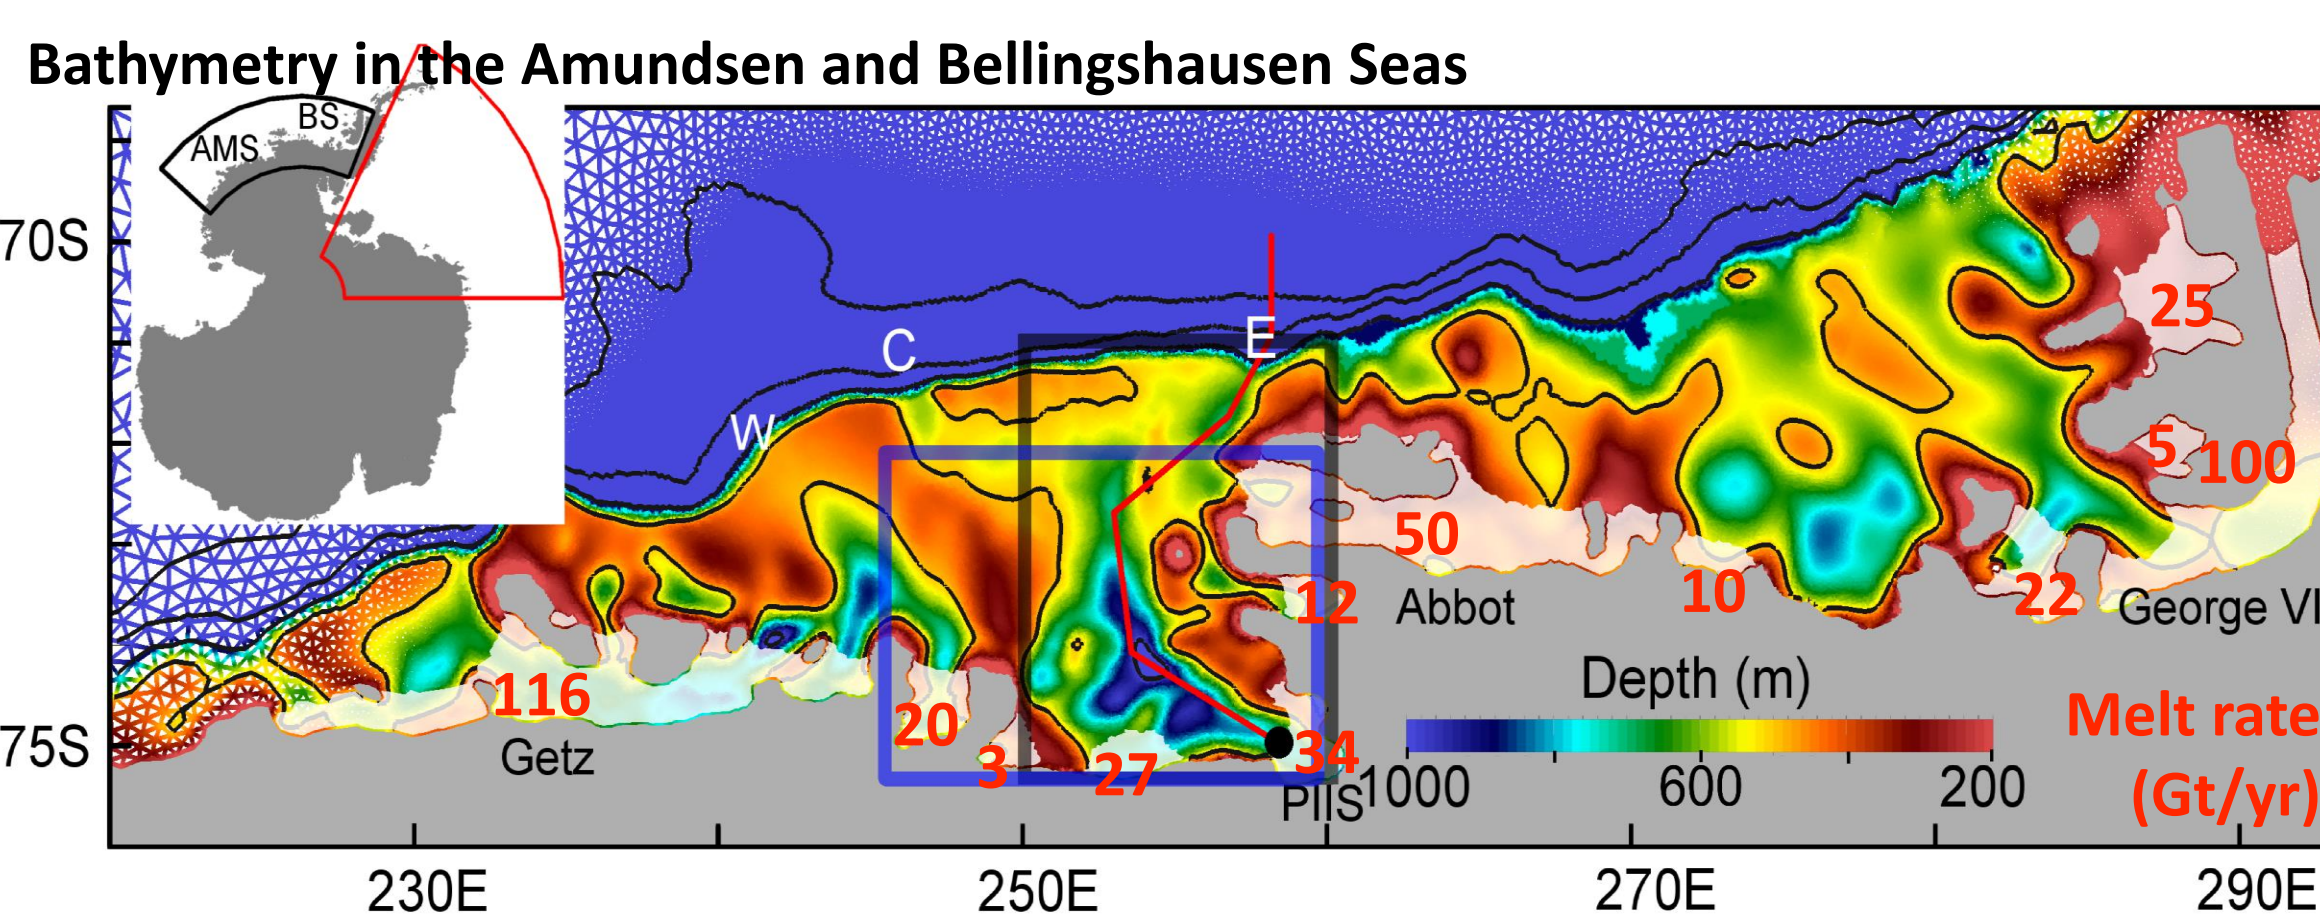 Bathymetry in the Amundsen and Bellingshausen Seas
BS
AMS
70S
25
E
C
W
5
100
50
12
Abbot
10
22
George VI
Depth (m)
116
20
3
27
34
Getz
PIIS
1000
600
200
Melt rate
(Gt/yr)
75S
230E
250E
270E
290E